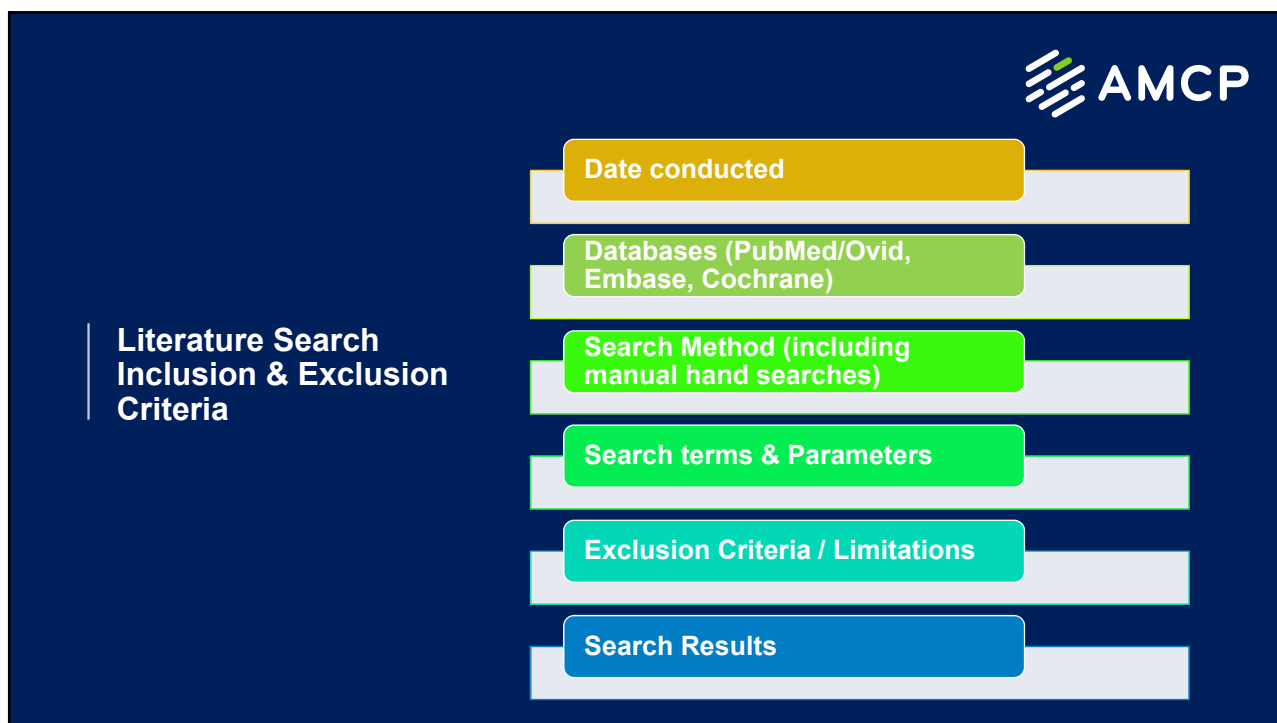 AMCP
Literature Search
Inclusion & Exclusion
Criteria
Date conducted
Databases (PubMed/Ovid,
Embase, Cochrane)
Search Method (including
manual hand searches)
Search terms & Parameters
Exclusion Criteria / Limitations
Search Results